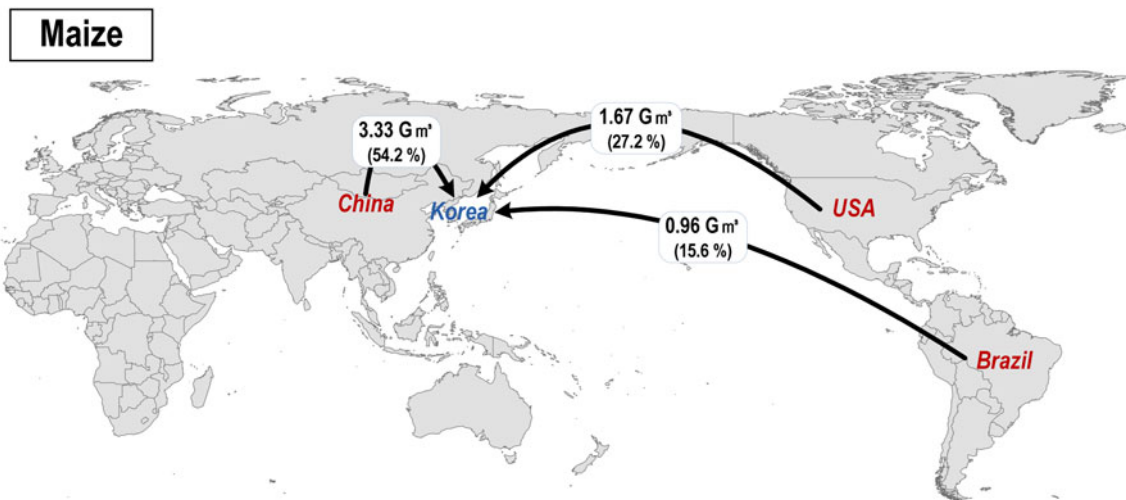 Maize
3.33 G m³
(54.2 %)
1.67 G m³
(27.2 %)
China
Korea
USA
0.96 G m³
(15.6 %)
Brazil